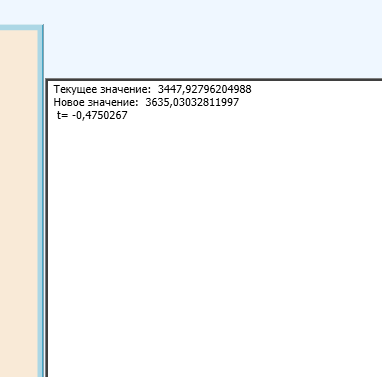 Текущее значение:  3447,92796204988
Новое значение:  3635,03032811997
t= -0,4750267